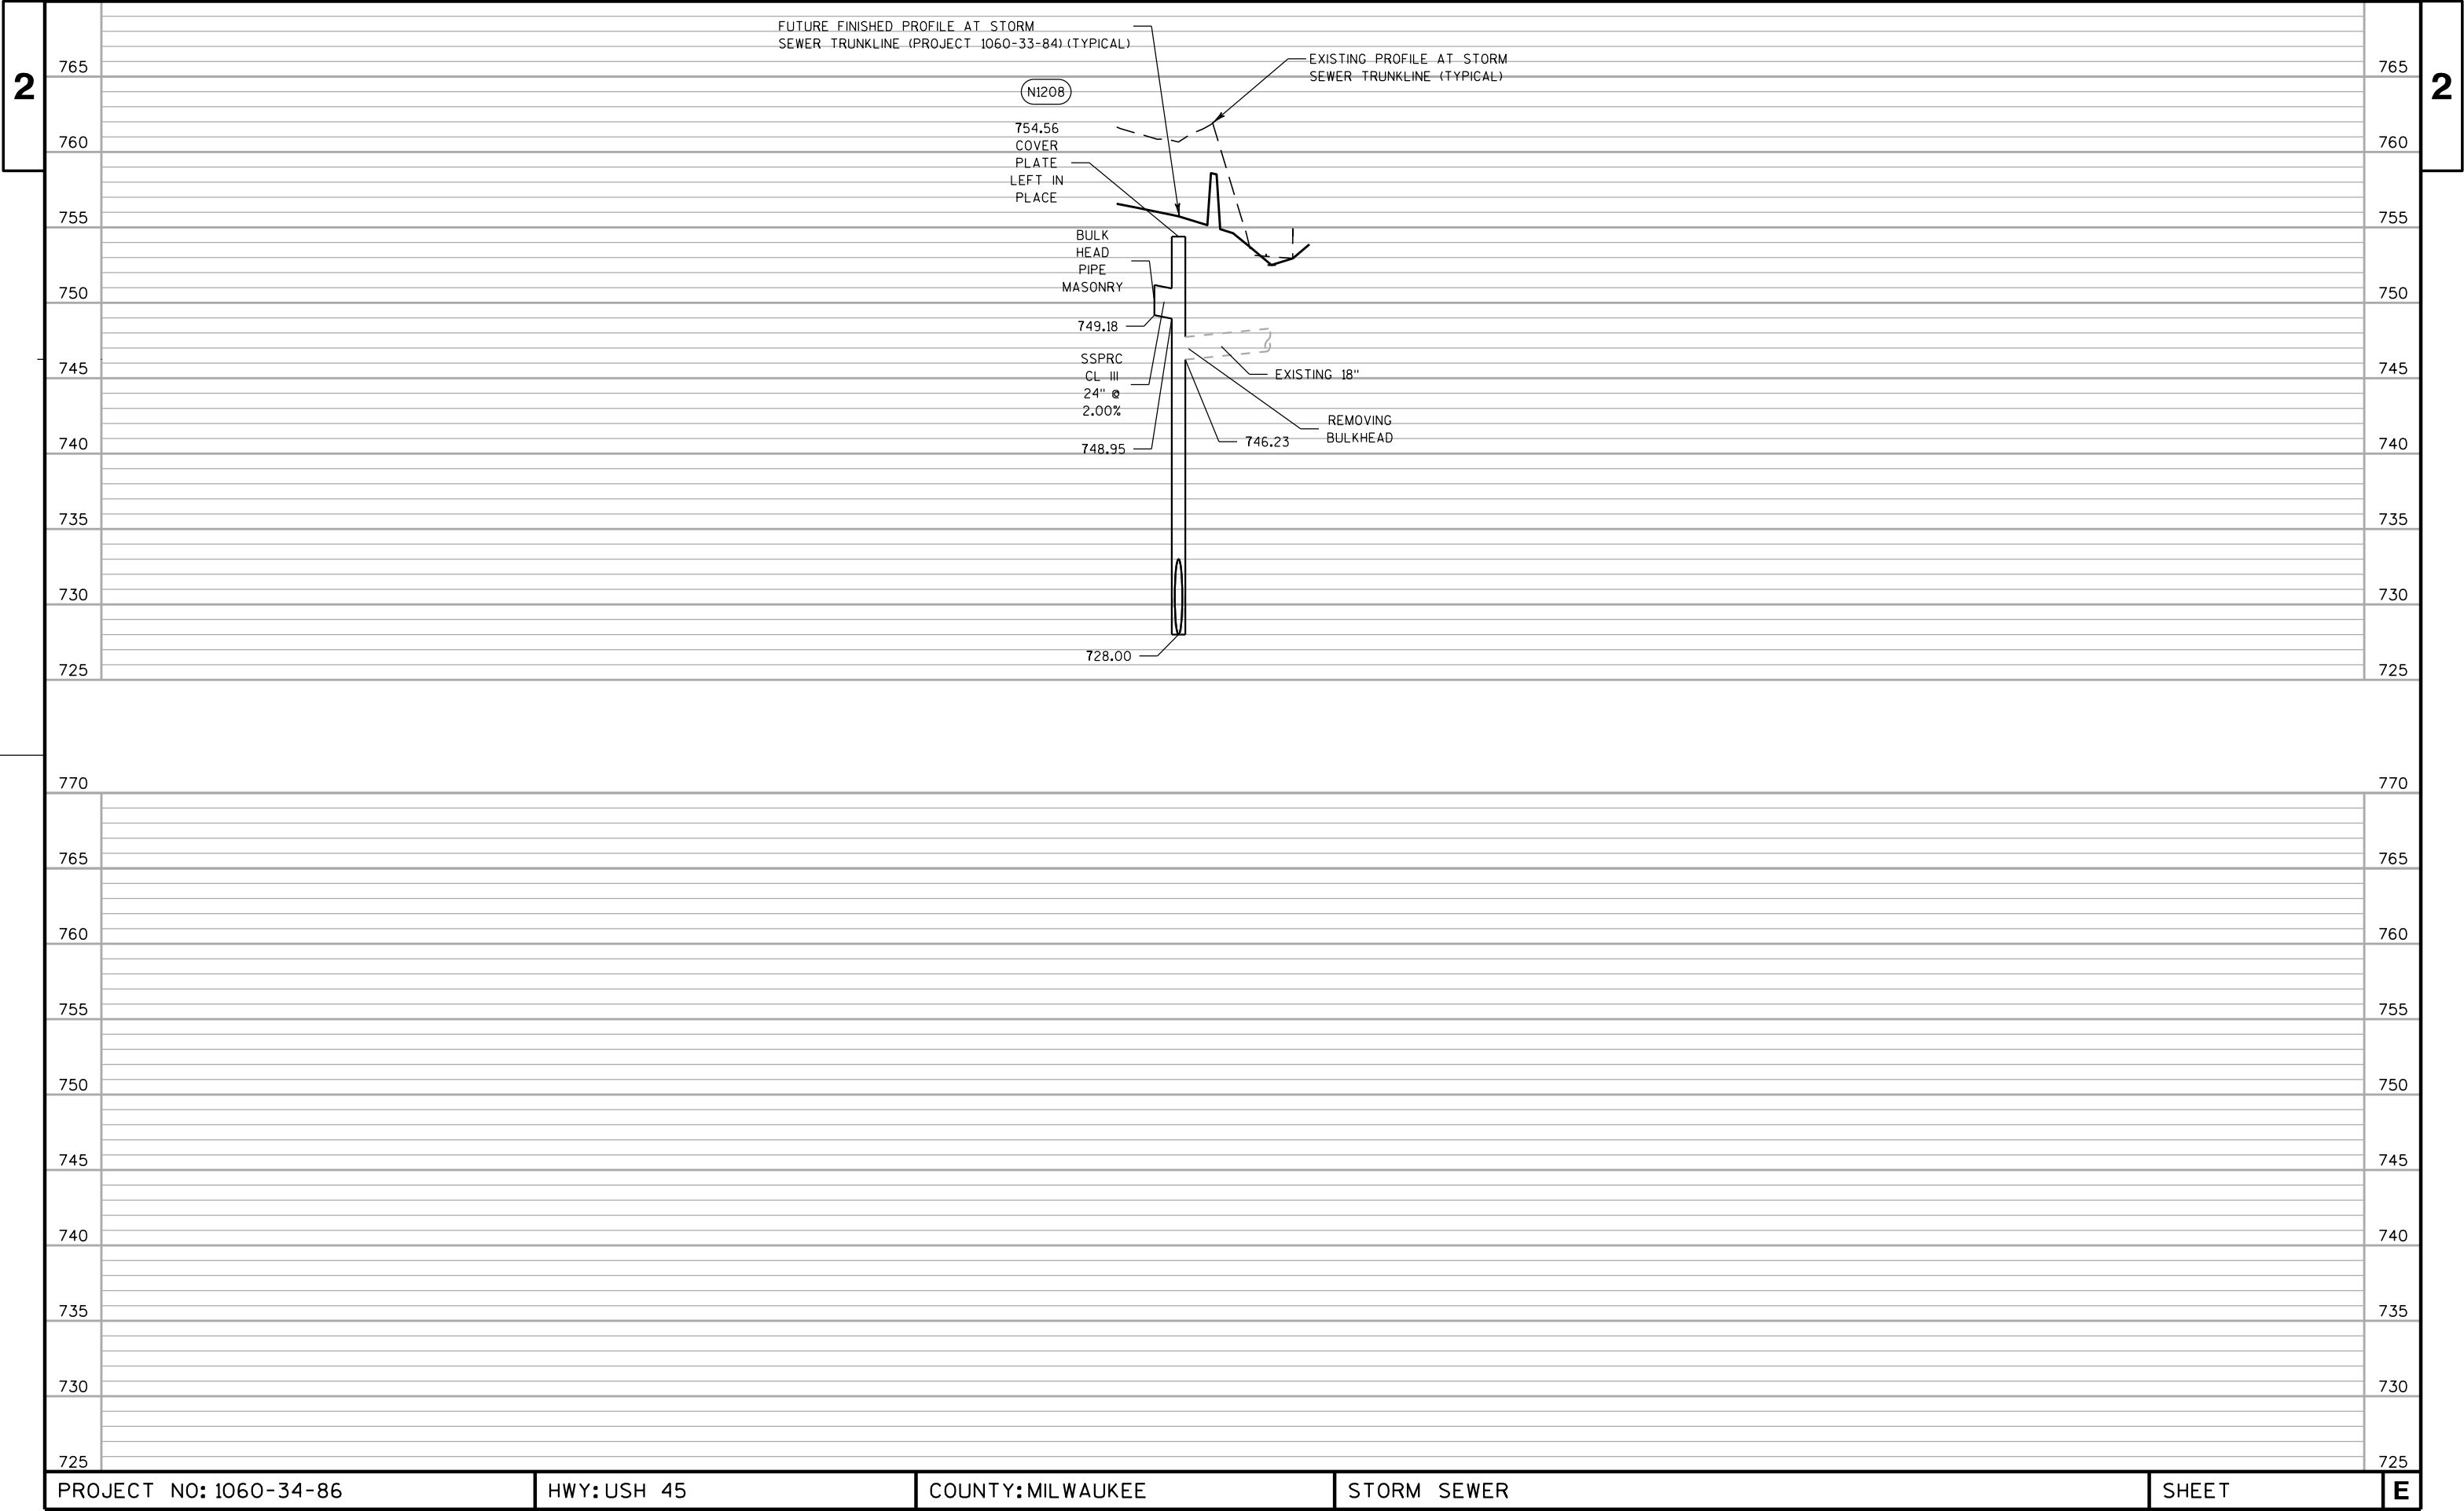 2
2
FUTURE FINISHED PROFILE AT STORM
SEWER TRUNKLINE (PROJECT 1060-33-84) (TYPICAL)
EXISTING PROFILE AT STORM
SEWER TRUNKLINE (TYPICAL)
765
765
N1208
754.56
COVER
PLATE
LEFT IN
PLACE
760
760
755
755
BULK
HEAD
PIPE
MASONRY
750
750
749.18
SSPRC
CL III
24" @
2.00%
745
745
EXISTING 18"
REMOVING
BULKHEAD
746.23
748.95
740
740
735
735
730
730
728.00
725
725
770
770
765
765
760
760
755
755
750
750
745
745
740
740
735
735
730
730
725
725
PROJECT NO: 1060-34-86
HWY: USH 45
COUNTY: MILWAUKEE
STORM SEWER
SHEET
E